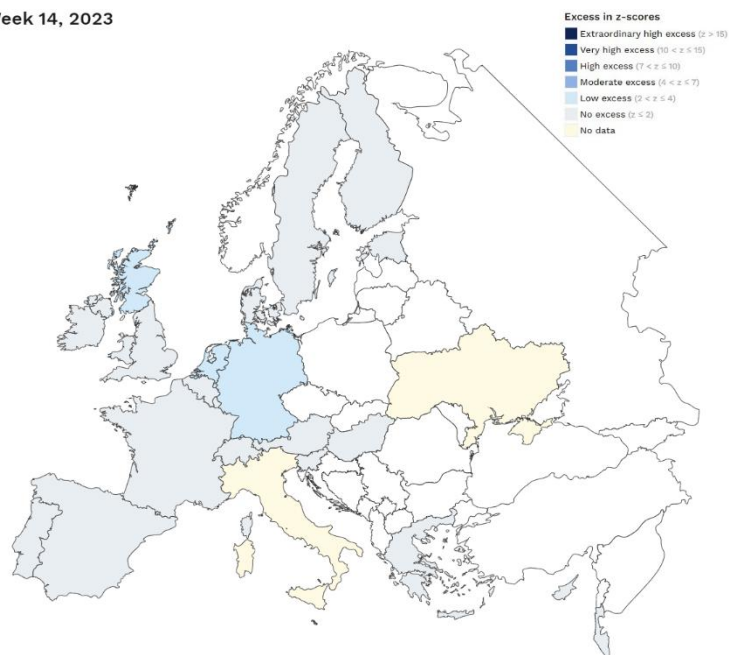 eek 14, 2023
Excess in z-scores
Extraordinary high excess (z > 15)
Very high excess (10 < z ≤ 15)
High excess (7 < z ≤ 10)
Moderate excess (4 < z ≤ 7)
Low excess (2 < z ≤ 4)
No excess (z ≤ 2)
No data